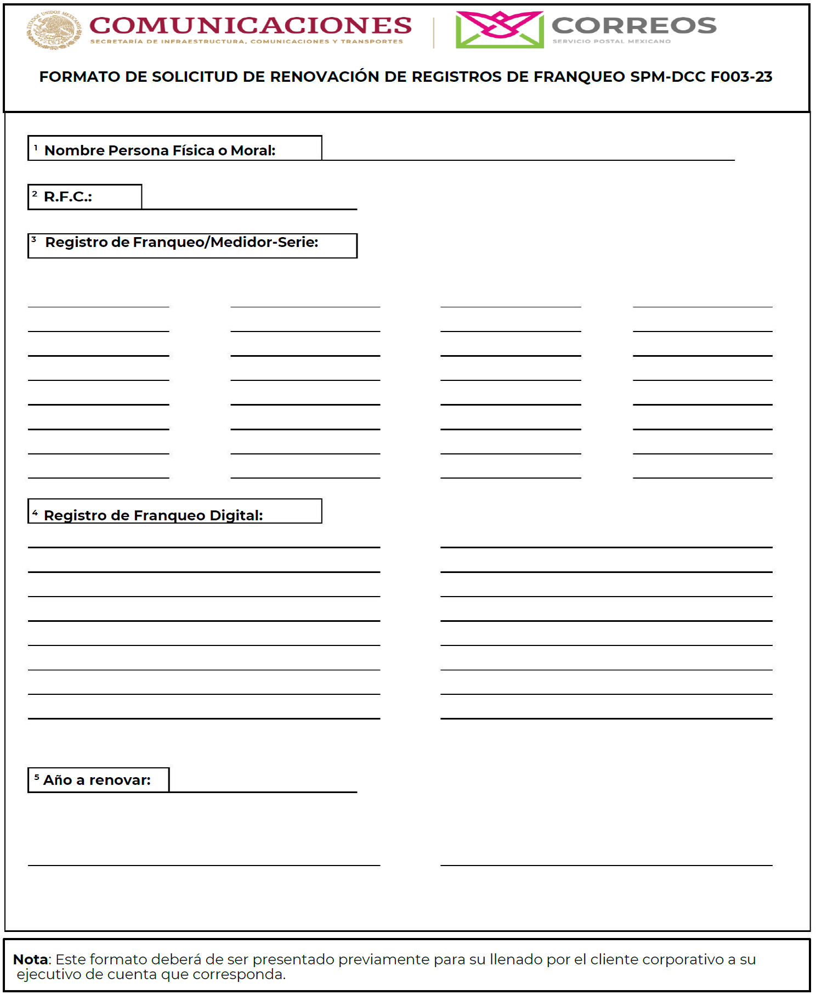 ESTADOS UNIDOS MEXICANOS
COMUNICACIONES
SECRETARÍA DE INFRAESTRUCTURA, COMUNICACIONES Y TRANSPORTES
CORREOS
SERVICIO POSTAL MEXICANO
FORMATO DE SOLICITUD DE RENOVACIÓN DE REGISTROS DE FRANQUEO SPM-DCC F003-23
1 Nombre Persona Física o Moral:
2 R.F.C.:
3 Registro de Franqueo/Medidor-Serie:
4 Registro de Franqueo Digital:
5 Año a renovar:
Nota: Este formato deberá de ser presentado previamente para su llenado por el cliente corporativo a su
ejecutivo de cuenta que corresponda.